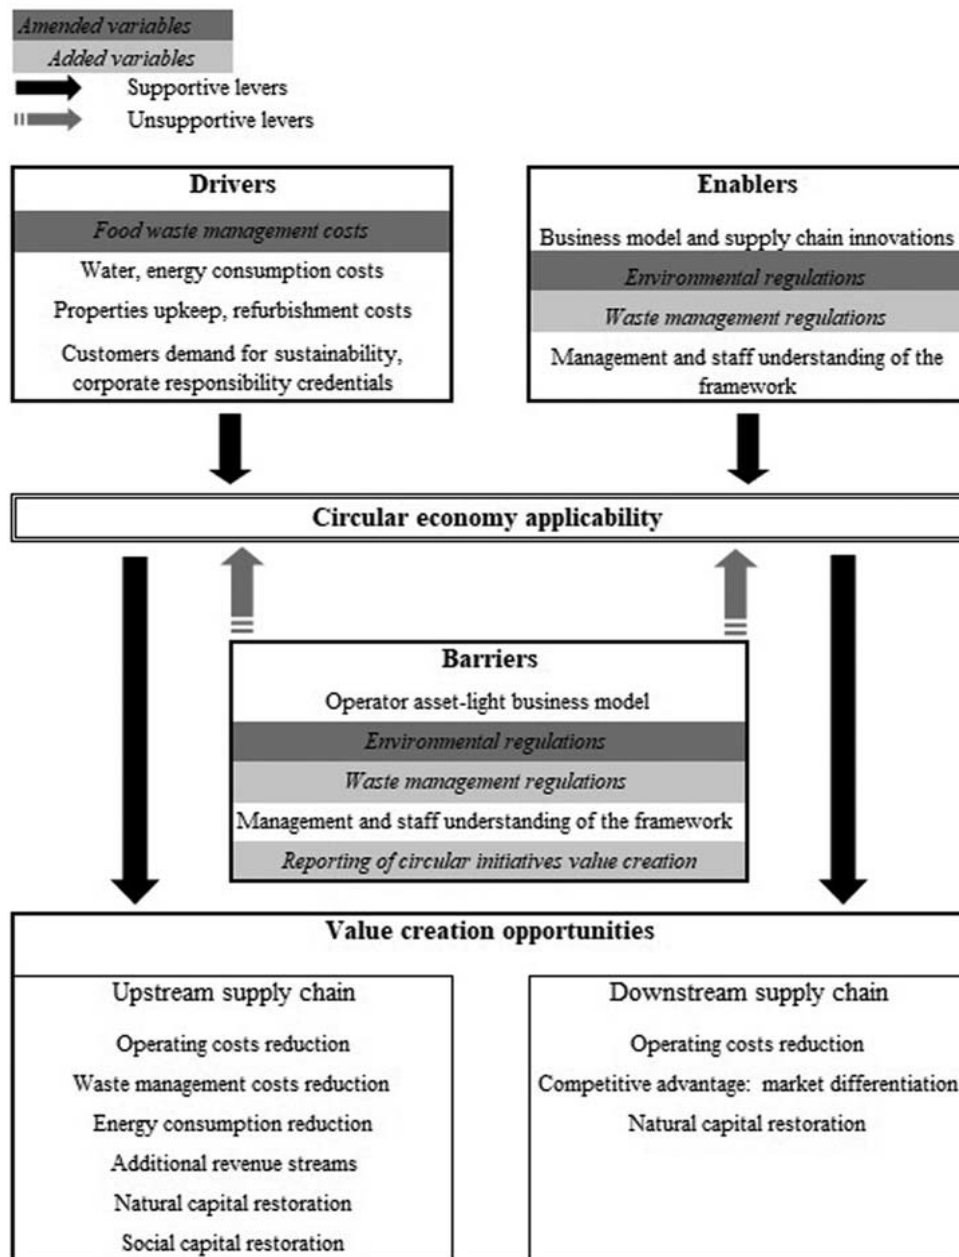 Amended variables
Added variables
Supportive levers
Unsupportive levers
Drivers
Food waste management costs
Water, energy consumption costs
Properties upkeep, refurbishment costs
Customers demand for sustainability,
corporate responsibility credentials
Enablers
Business model and supply chain innovations
Environmental regulations
Waste management regulations
Management and staff understanding of the
framework
Circular economy applicability
Barriers
Operator asset-light business model
Environmental regulations
Waste management regulations
Management and staff understanding of the framework
Reporting of circular initiatives value creation
Value creation opportunities
Upstream supply chain
Operating costs reduction
Waste management costs reduction
Energy consumption reduction
Additional revenue streams
Natural capital restoration
Social capital restoration
Downstream supply chain
Operating costs reduction
Competitive advantage: market differentiation
Natural capital restoration